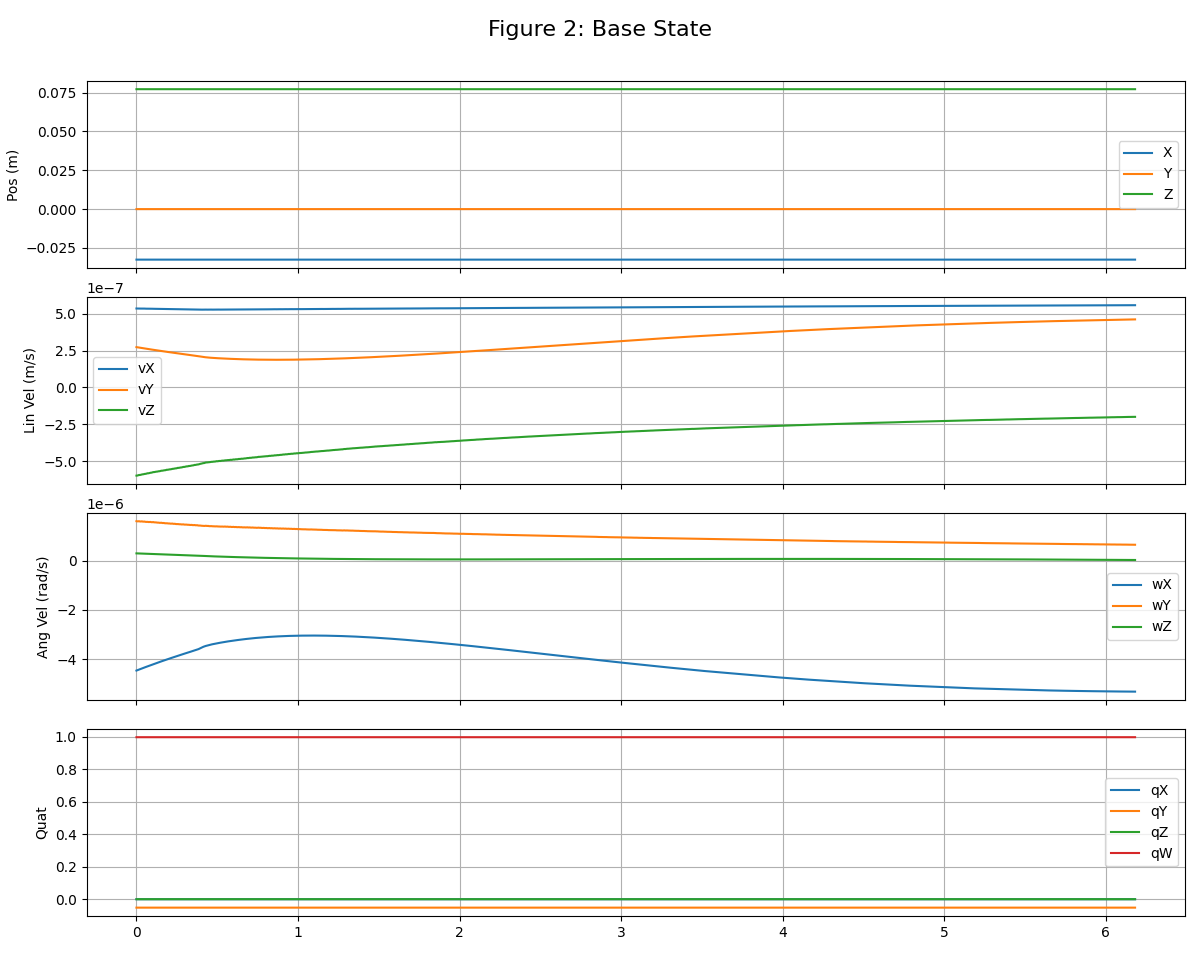 Figure 2: Base State
Pos (m)
0.075
0.050
0.025
0.000
−0.025
X
Y
Z
1e−7
Lin Vel (m/s)
5.0
2.5
0.0
−2.5
−5.0
vX
vY
vZ
1e−6
Ang Vel (rad/s)
0
−2
−4
wX
wY
wZ
Quat
1.0
0.8
0.6
0.4
0.2
0.0
qX
qY
qZ
qW
0 1 2 3 4 5 6